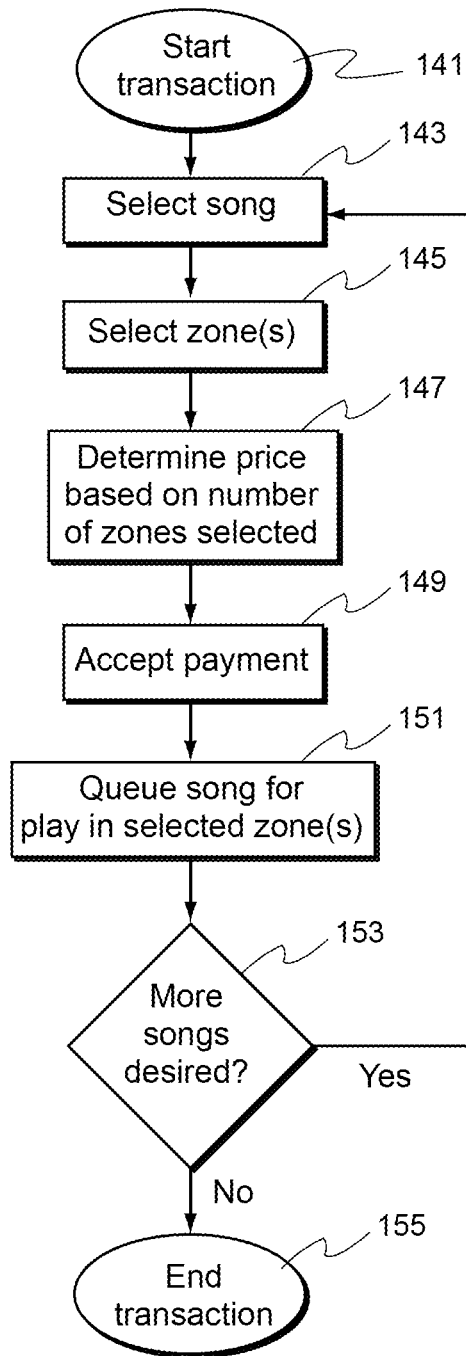 Start
transaction
141
143
Select song
145
Select zone(s)
147
Determine price
based on number
of zones selected
149
Accept payment
151
Queue song for
play in selected zone(s)
153
More
songs
desired?
Yes
No
155
End
transaction